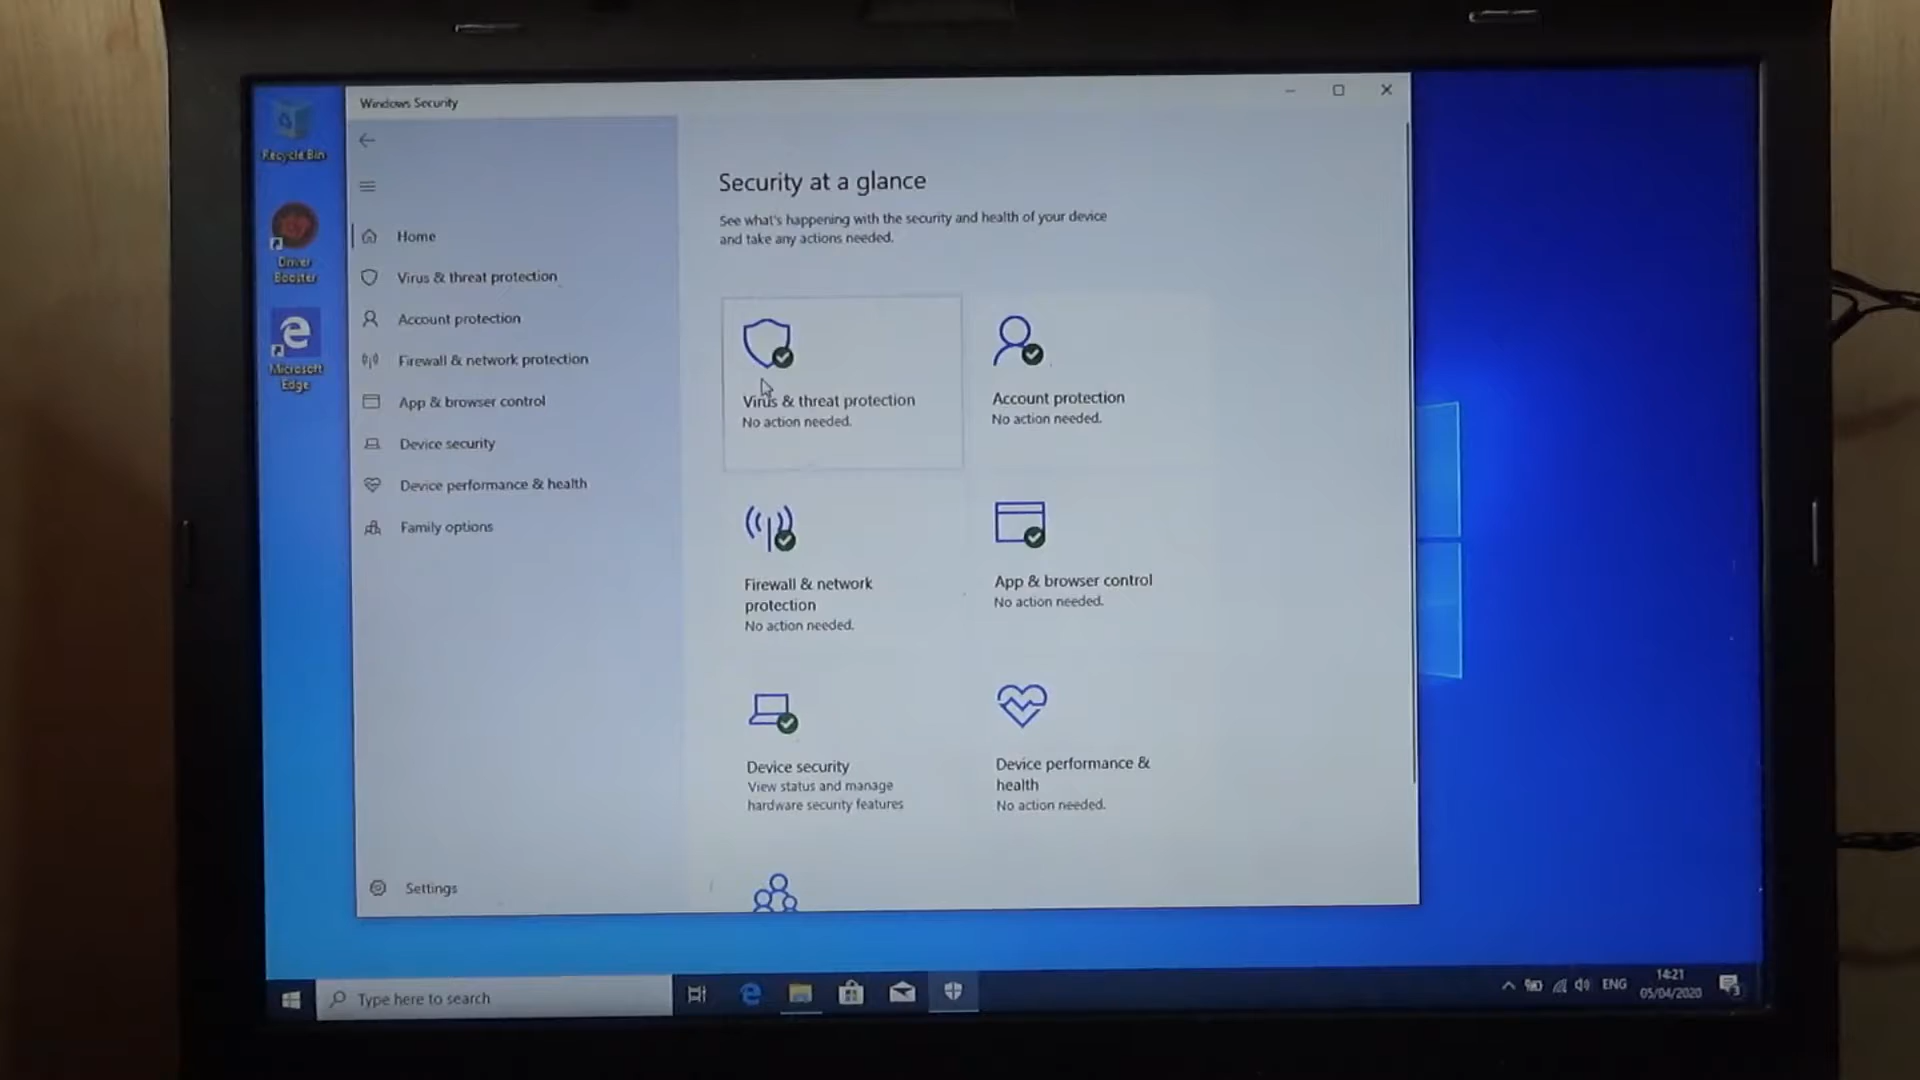 Windows Security
Recycle Bin
Driver
Booster
Microsoft
Edge
Home
Virus & threat protection
Account protection
Firewall & network protection
App & browser control
Device security
Device performance & health
Family options
Settings
Security at a glance
See what's happening with the security and health of your device
and take any actions needed.
Virus & threat protection
No action needed.
Account protection
No action needed.
Firewall & network
protection
No action needed.
App & browser control
No action needed.
Device security
View status and manage
hardware security features
Device performance &
health
No action needed.
Type here to search
ENG
14:21
05/04/2020
3